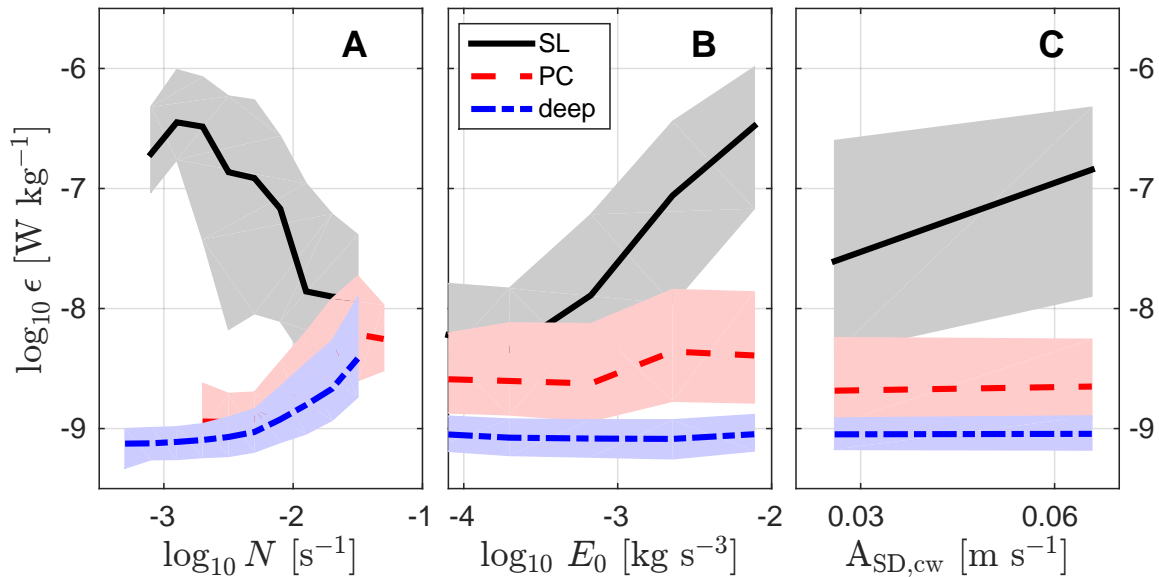 A B C
SL
PC
deep
-6 -6
-7 -7
-8 -8
-9 -9
log₁₀ ϵ [W kg⁻¹]
-3 -2 -1 -4 -3 -2 0.03 0.06
log₁₀ N [s⁻¹] log₁₀ E₀ [kg s⁻³] A_SD,cw [m s⁻¹]